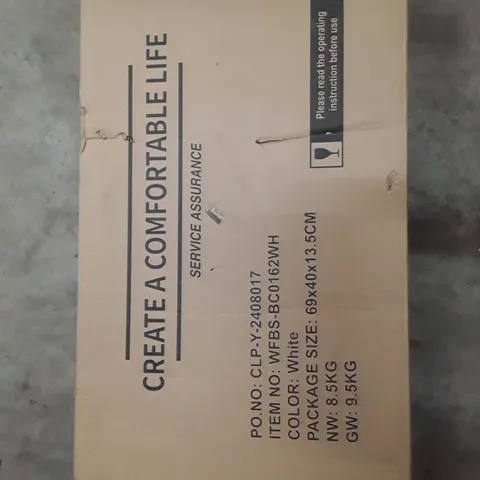 CREATE A COMFORTABLE LIFE
SERVICE ASSURANCE
PO.NO: CLP-Y-2408017
ITEM NO: WFBS-BC0162WH
COLOR: White
PACKAGE SIZE: 69x40x13.5CM
NW: 8.5KG
GW: 9.5KG
Please read the operating
instruction before use